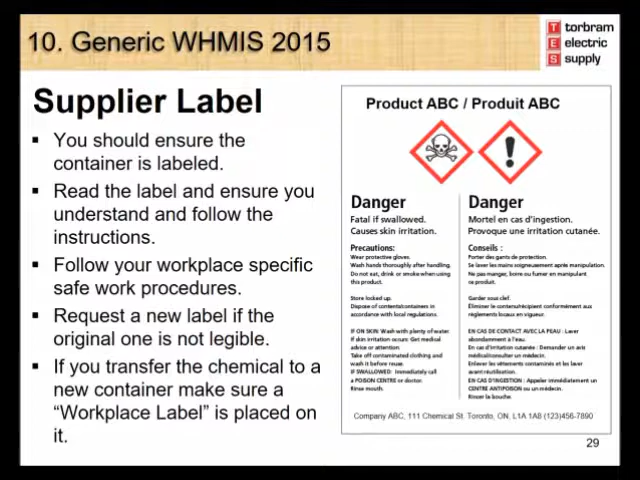 10. Generic WHMIS 2015
T torbram
E electric
S supply
Supplier Label
▪ You should ensure the
container is labeled.
▪ Read the label and ensure you
understand and follow the
instructions.
▪ Follow your workplace specific
safe work procedures.
▪ Request a new label if the
original one is not legible.
▪ If you transfer the chemical to a
new container make sure a
“Workplace Label” is placed on
it.
Product ABC / Produit ABC
Danger
Fatal if swallowed.
Causes skin irritation.
Precautions:
Wear protective gloves.
Wash hands thoroughly after handling.
Do not eat, drink or smoke when using
this product.
Store locked up.
Dispose of contents/containers in
accordance with local regulations.
IF ON SKIN: Wash with plenty of water.
If skin irritation occurs: Get medical
advice or attention.
Take off contaminated clothing and
wash it before reuse.
IF SWALLOWED: Immediately call
a POISON CENTRE or doctor.
Rinse mouth.
Danger
Mortel en cas d'ingestion.
Provoque une irritation cutanée.
Conseils :
Porter des gants de protection.
Se laver les mains soigneusement après manipulation.
Ne pas manger, boire ou fumer en manipulant
ce produit.
Garder sous clef.
Éliminer le contenu/récipient conformément aux
règlements locaux en vigueur.
EN CAS DE CONTACT AVEC LA PEAU : Laver
abondamment à l'eau.
En cas d'irritation cutanée : Demander un avis
médical/consulter un médecin.
Enlever les vêtements contaminés et les laver
avant réutilisation.
EN CAS D'INGESTION : Appeler immédiatement un
CENTRE ANTIPOISON ou un médecin.
Rincer la bouche.
Company ABC, 111 Chemical St. Toronto, ON, L1A 1A8 (123)456-7890
29